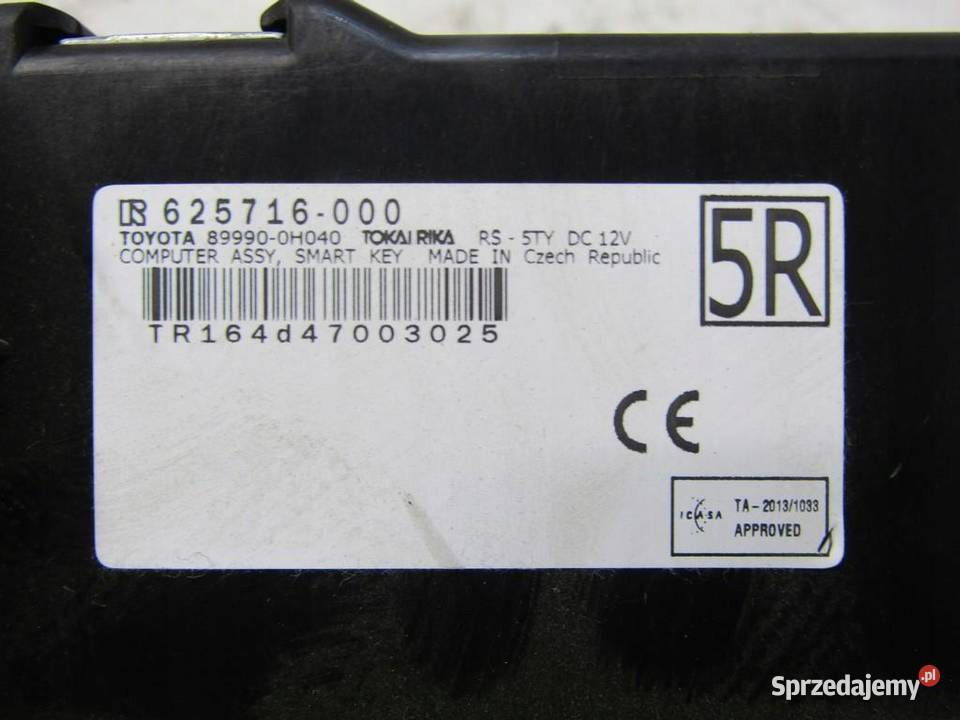 625716-000
TOYOTA 89990-0H040 TOKAI RIKA RS - 5TY DC 12V
COMPUTER ASSY, SMART KEY MADE IN Czech Republic
TR164d47003025
5R
CE
ICASA TA-2013/1033
APPROVED
Sprzedajemy.pl